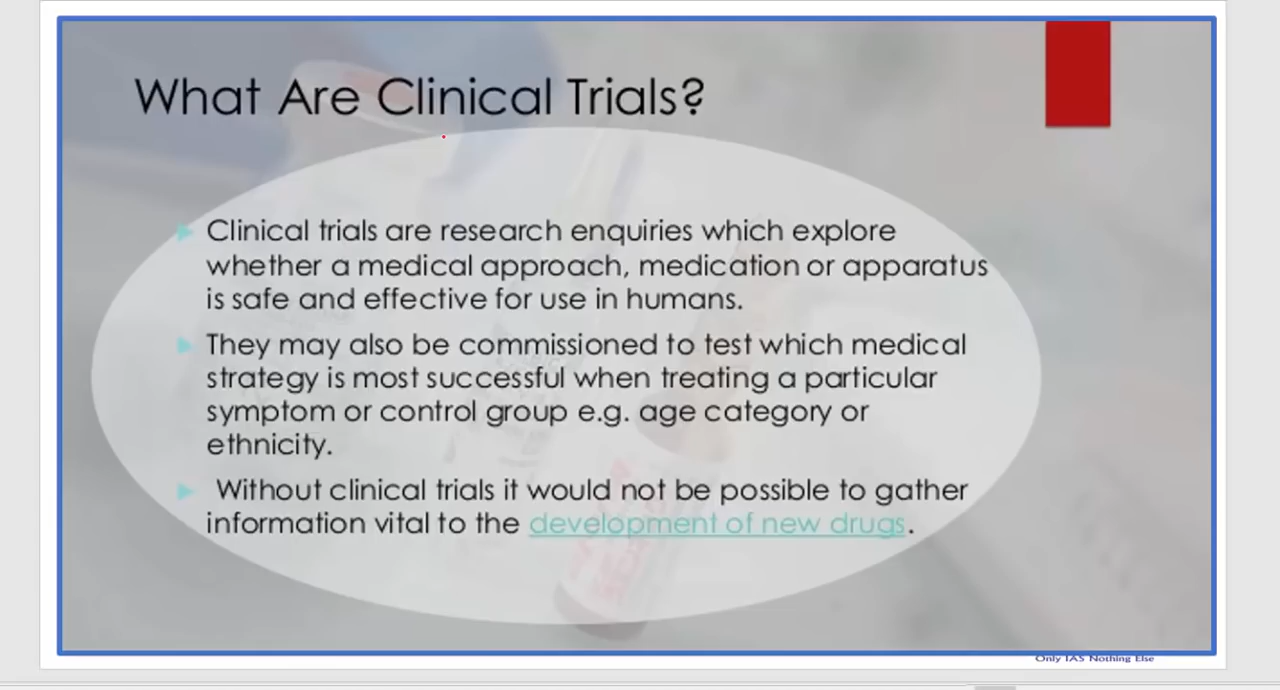 What Are Clinical Trials?
Clinical trials are research enquiries which explore
whether a medical approach, medication or apparatus
is safe and effective for use in humans.
They may also be commissioned to test which medical
strategy is most successful when treating a particular
symptom or control group e.g. age category or
ethnicity.
Without clinical trials it would not be possible to gather
information vital to the development of new drugs.
Only IAS Nothing Else